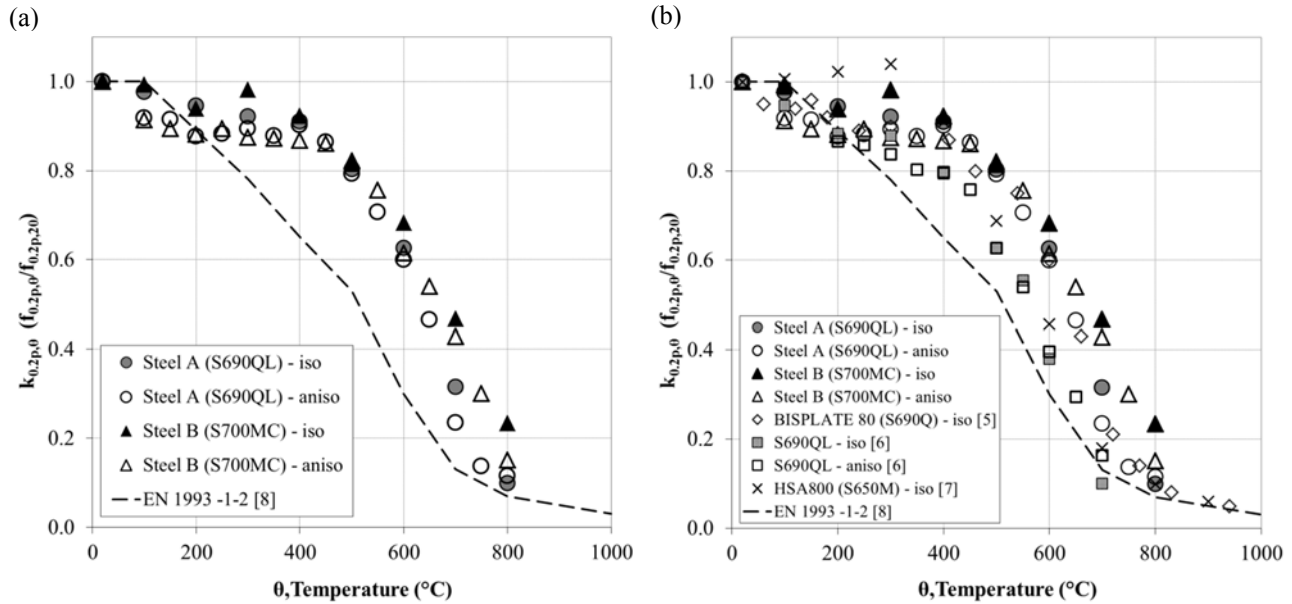 (a)
k0.2p,θ (f0.2p,θ/f0.2p,20)
1.0
0.8
0.6
0.4
0.2
0.0
Steel A (S690QL) - iso
Steel A (S690QL) - aniso
Steel B (S700MC) - iso
Steel B (S700MC) - aniso
EN 1993 -1-2 [8]
0 200 400 600 800 1000
θ,Temperature (°C)
(b)
k0.2p,θ (f0.2p,θ/f0.2p,20)
1.0
0.8
0.6
0.4
0.2
0.0
Steel A (S690QL) - iso
Steel A (S690QL) - aniso
Steel B (S700MC) - iso
Steel B (S700MC) - aniso
BISPLATE 80 (S690Q) - iso [5]
S690QL - iso [6]
S690QL - aniso [6]
HSA800 (S650M) - iso [7]
EN 1993 -1-2 [8]
0 200 400 600 800 1000
θ,Temperature (°C)